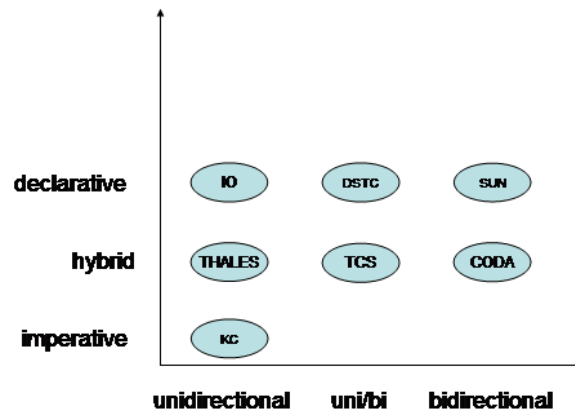 declarative IO DSTC SUN
hybrid THALES TCS CODA
imperative KC
unidirectional uni/bi bidirectional